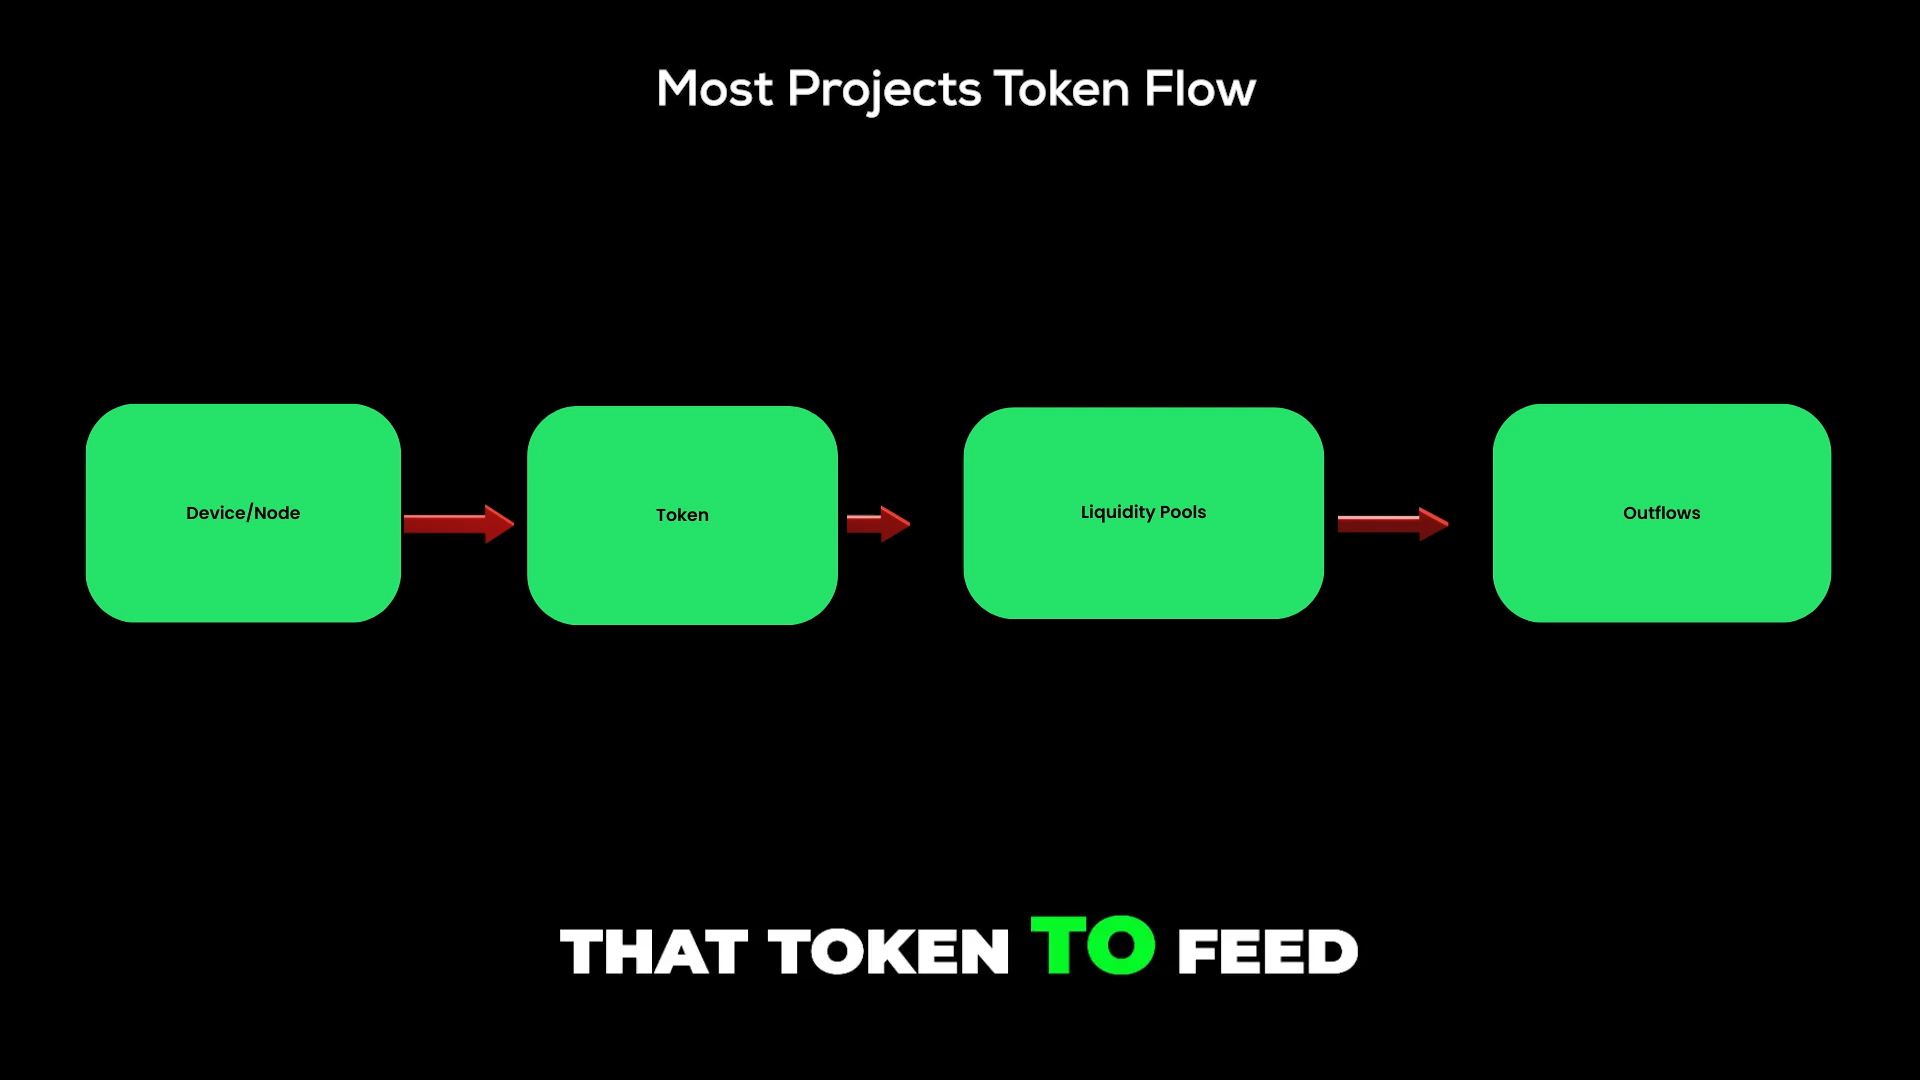 Most Projects Token Flow
Device/Node
Token
Liquidity Pools
Outflows
THAT TOKEN TO FEED